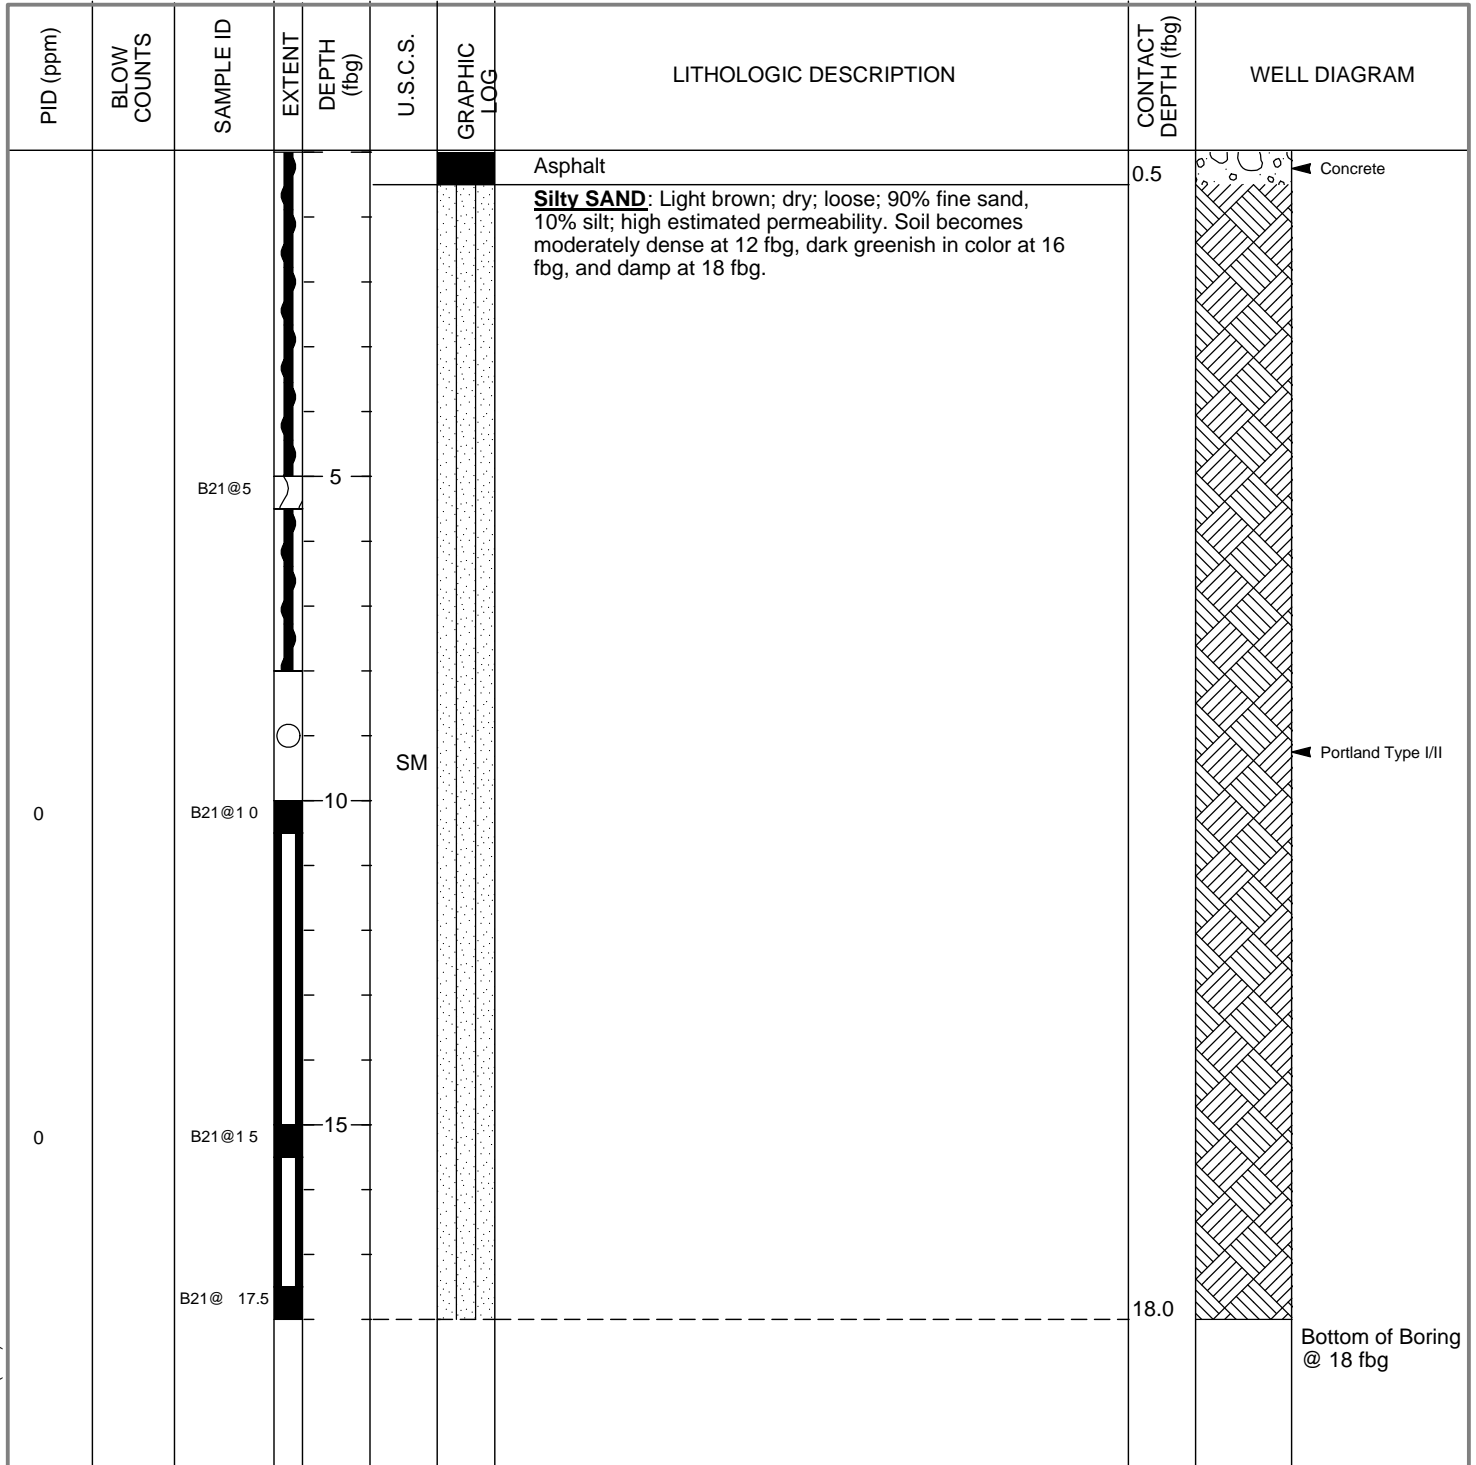 PID (ppm)
BLOW
COUNTS
SAMPLE ID
EXTENT
DEPTH
(fbg)
U.S.C.S.
GRAPHIC
LOG
LITHOLOGIC DESCRIPTION
CONTACT
DEPTH (fbg)
WELL DIAGRAM
Asphalt
0.5
Concrete
Silty SAND: Light brown; dry; loose; 90% fine sand,
10% silt; high estimated permeability. Soil becomes
moderately dense at 12 fbg, dark greenish in color at 16
fbg, and damp at 18 fbg.
B21@5
5
SM
Portland Type I/II
0
B21@1 0
10
0
B21@1 5
15
B21@ 17.5
18.0
Bottom of Boring
@ 18 fbg